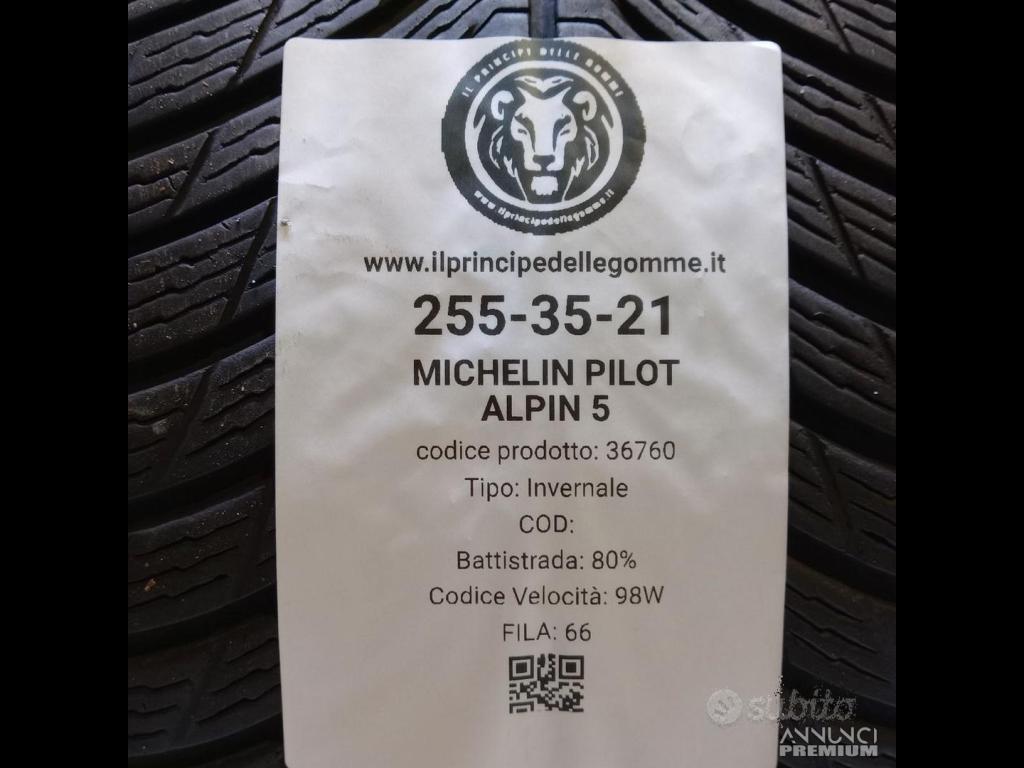 IL PRINCIPE DELLE GOMME
www.ilprincipedellegomme.it
www.ilprincipedellegomme.it
255-35-21
MICHELIN PILOT
ALPIN 5
codice prodotto: 36760
Tipo: Invernale
COD:
Battistrada: 80%
Codice Velocità: 98W
FILA: 66
subito
ANNUNCI
PREMIUM